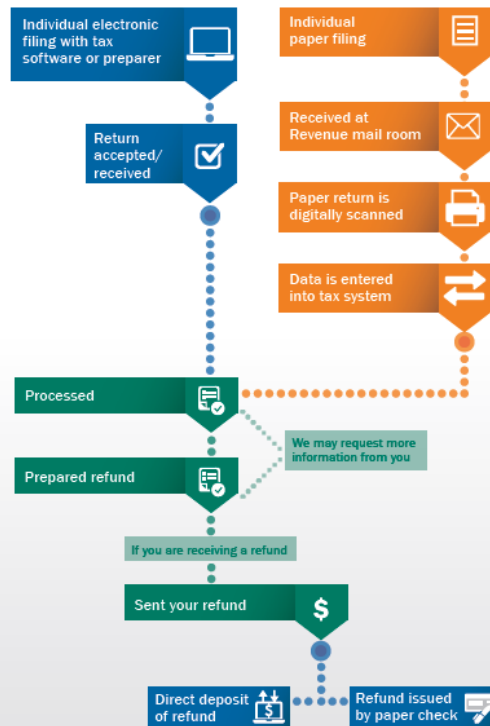 Individual electronic
filing with tax
software or preparer
Individual
paper filing
Return
accepted/
received
Received at
Revenue mail room
Paper return is
digitally scanned
Data is entered
into tax system
Processed
We may request more
information from you
Prepared refund
If you are receiving a refund
Sent your refund
$
Direct deposit
of refund
$
Refund issued
by paper check